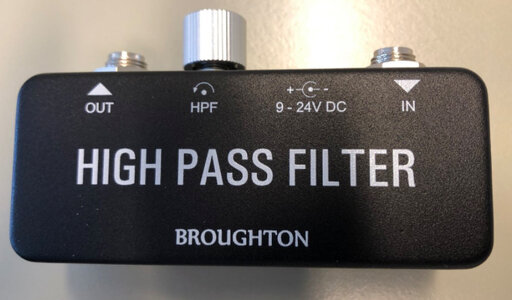 OUT HPF 9 - 24V DC IN
HIGH PASS FILTER
BROUGHTON